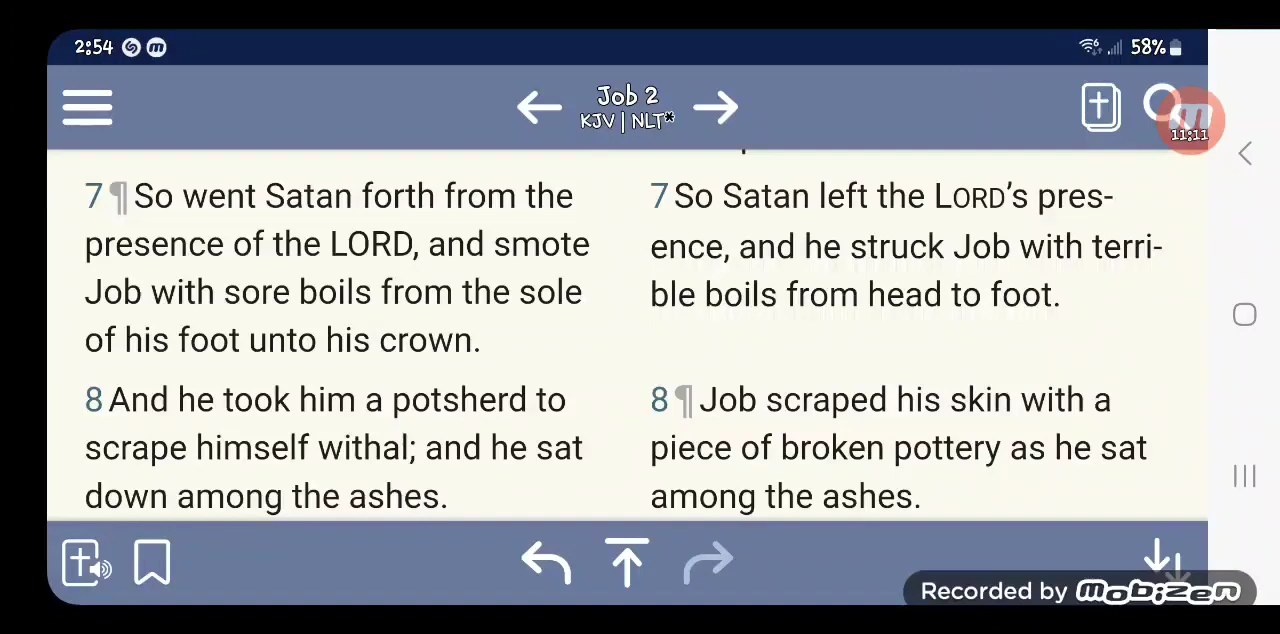 2:54
58%
Job 2
KJV | NLT*
11:11
7 ¶ So went Satan forth from the
presence of the LORD, and smote
Job with sore boils from the sole
of his foot unto his crown.
8 And he took him a potsherd to
scrape himself withal; and he sat
down among the ashes.
7 So Satan left the LORD’s pres-
ence, and he struck Job with terri-
ble boils from head to foot.
8 ¶ Job scraped his skin with a
piece of broken pottery as he sat
among the ashes.
Recorded by mobizen